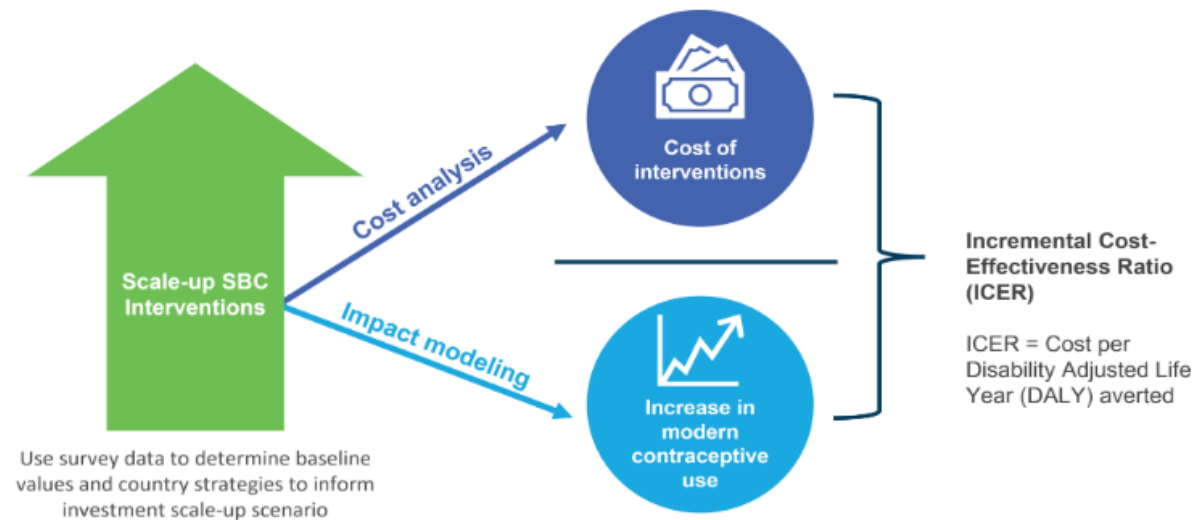 Scale-up SBC
Interventions
Use survey data to determine baseline
values and country strategies to inform
investment scale-up scenario
Cost analysis
Impact modeling
Cost of
interventions
Increase in
modern
contraceptive
use
Incremental Cost-
Effectiveness Ratio
(ICER)
ICER = Cost per
Disability Adjusted Life
Year (DALY) averted